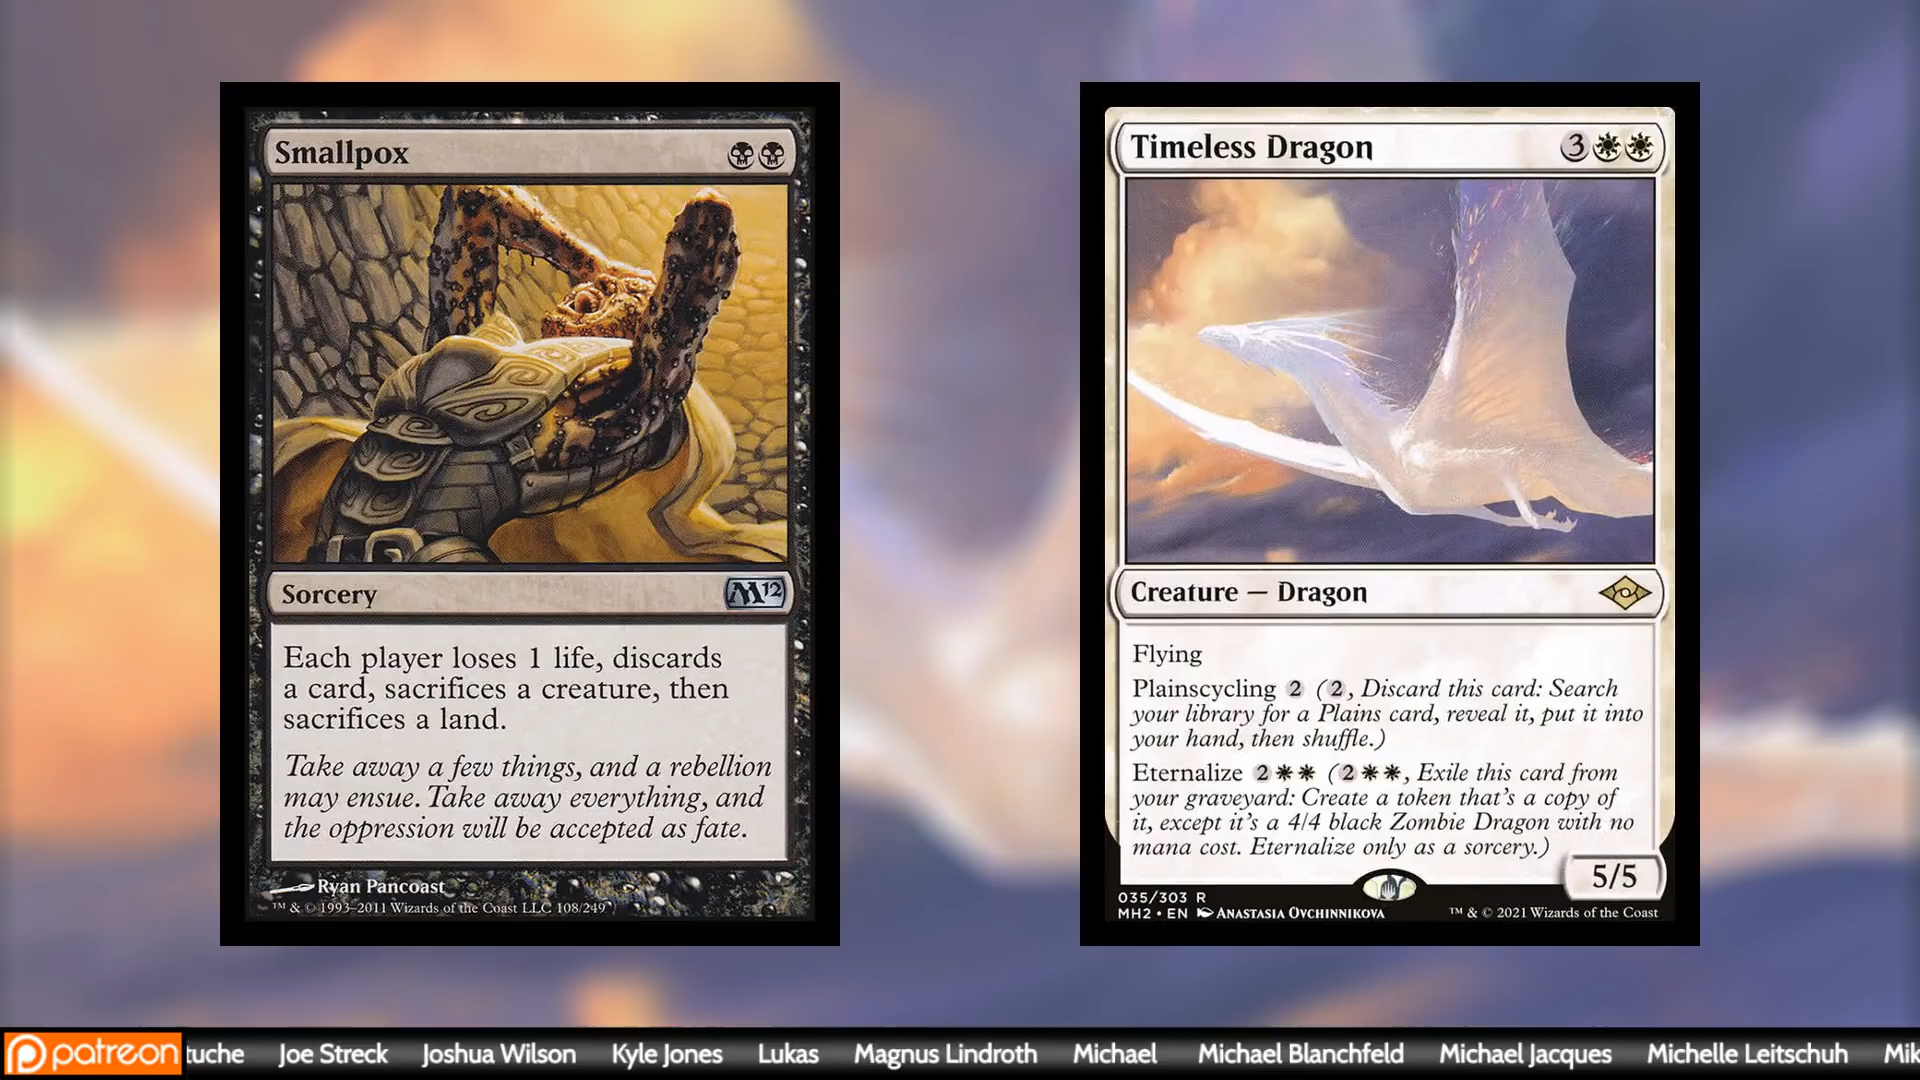 Smallpox
Sorcery
M12
Each player loses 1 life, discards
a card, sacrifices a creature, then
sacrifices a land.
Take away a few things, and a rebellion
may ensue. Take away everything, and
the oppression will be accepted as fate.
Ryan Pancoast
™ & © 1993–2011 Wizards of the Coast LLC 108/249
Timeless Dragon 3
Creature — Dragon
Flying
Plainscycling 2 (2, Discard this card: Search
your library for a Plains card, reveal it, put it into
your hand, then shuffle.)
Eternalize 2 (2, Exile this card from
your graveyard: Create a token that's a copy of
it, except it's a 4/4 black Zombie Dragon with no
mana cost. Eternalize only as a sorcery.)
5/5
035/303 R
MH2 • EN Anastasia Ovchinnikova
™ & © 2021 Wizards of the Coast
patreon Joe Streck Joshua Wilson Kyle Jones Lukas Magnus Lindroth Michael Michael Blanchfeld Michael Jacques Michelle Leitschuh